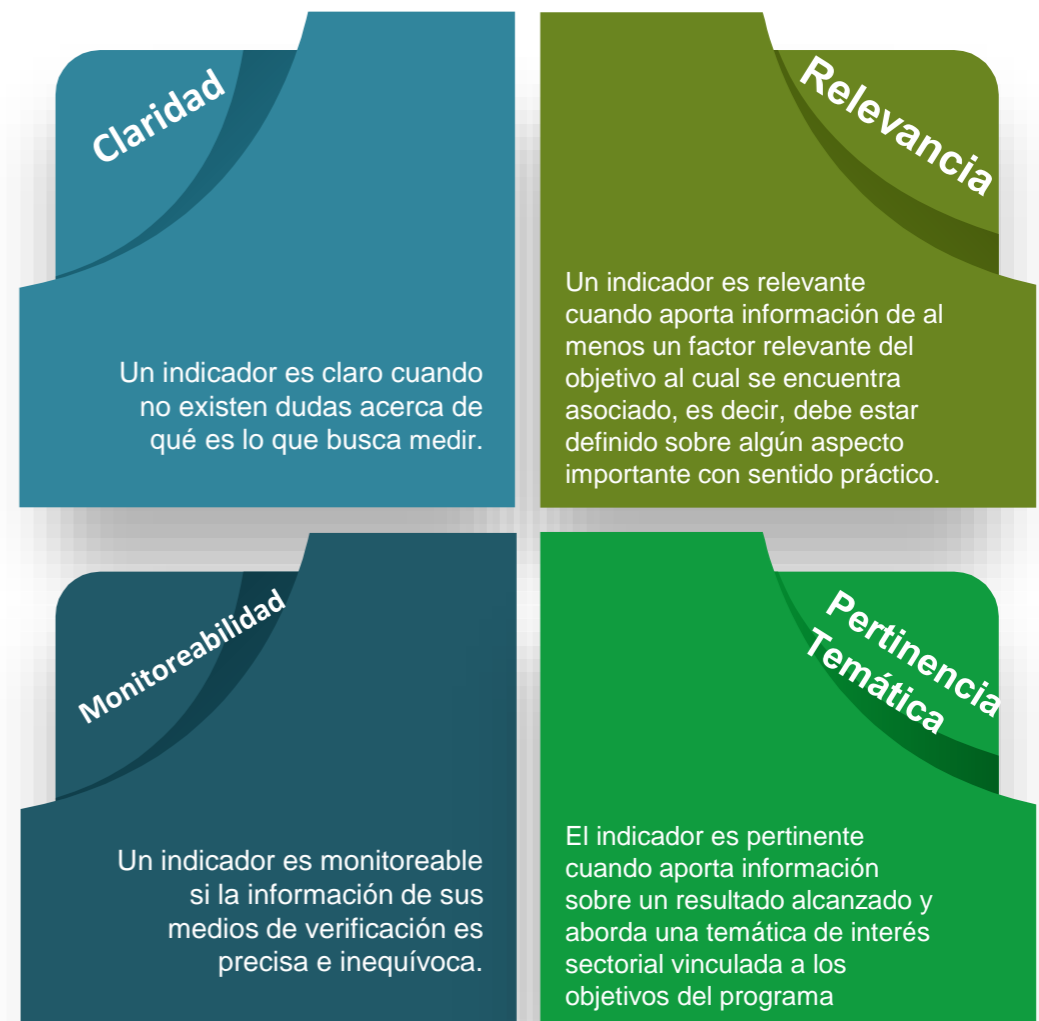 Claridad
Un indicador es claro cuando
no existen dudas acerca de
qué es lo que busca medir.
Relevancia
Un indicador es relevante
cuando aporta información de al
menos un factor relevante del
objetivo al cual se encuentra
asociado, es decir, debe estar
definido sobre algún aspecto
importante con sentido práctico.
Monitoreabilidad
Un indicador es monitoreable
si la información de sus
medios de verificación es
precisa e inequívoca.
Pertinencia
Temática
El indicador es pertinente
cuando aporta información
sobre un resultado alcanzado y
aborda una temática de interés
sectorial vinculada a los
objetivos del programa